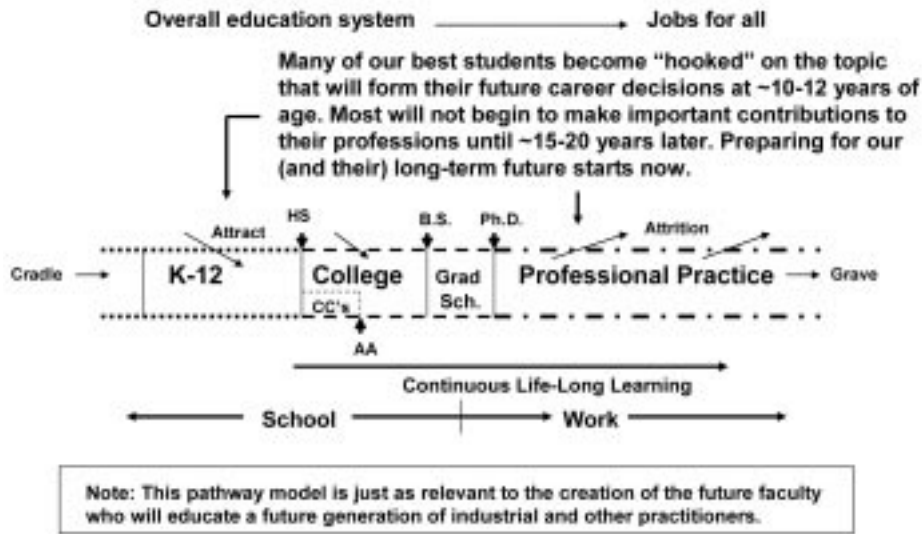 Overall education system Jobs for all
Many of our best students become “hooked” on the topic
that will form their future career decisions at ~10-12 years of
age. Most will not begin to make important contributions to
their professions until ~15-20 years later. Preparing for our
(and their) long-term future starts now.
HS B.S. Ph.D.
Attract Attrition
Cradle K-12 College Grad Professional Practice Grave
Sch.
CC's
AA
Continuous Life-Long Learning
School Work
Note: This pathway model is just as relevant to the creation of the future faculty
who will educate a future generation of industrial and other practitioners.